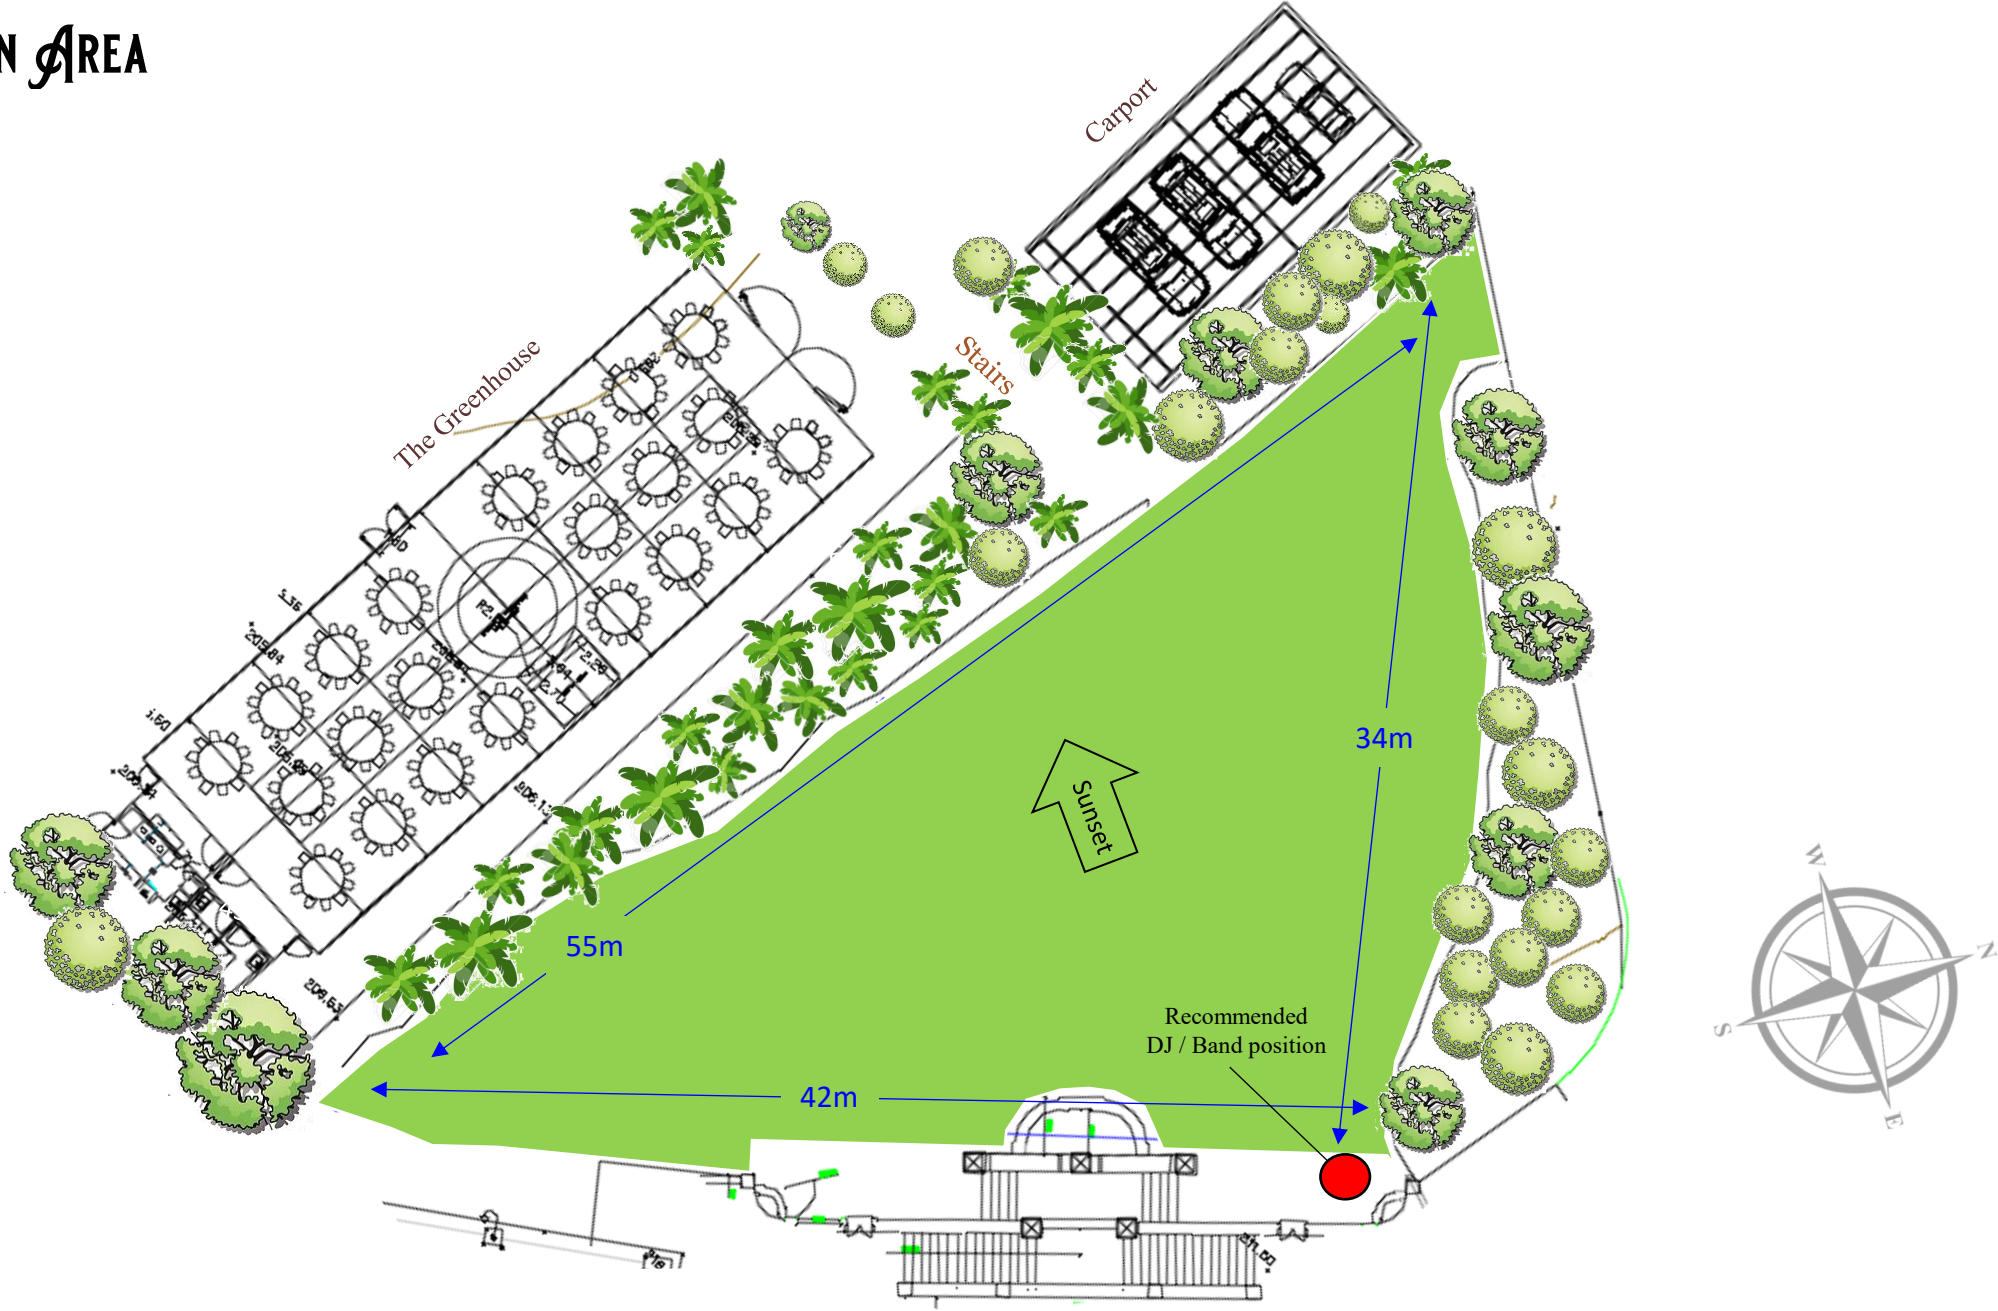 N AREA
Carport
The Greenhouse
Stairs
34m
Sunset
55m
Recommended
DJ / Band position
42m
W
N
S
E